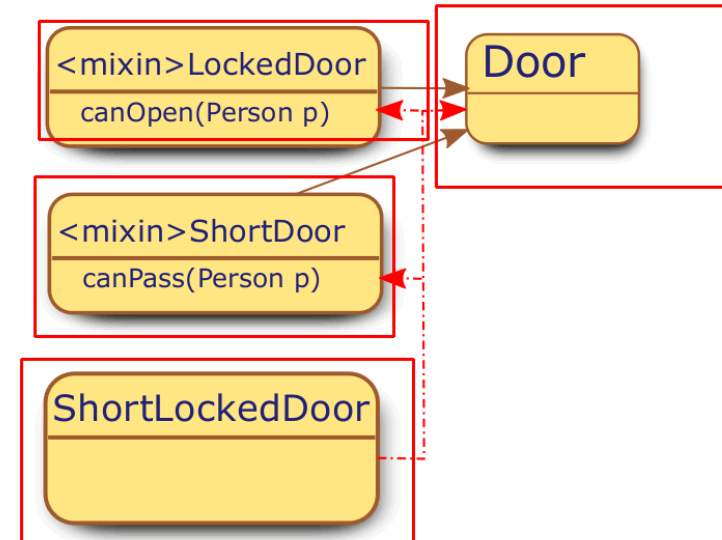 <mixin>LockedDoor
canOpen(Person p)
Door
<mixin>ShortDoor
canPass(Person p)
ShortLockedDoor